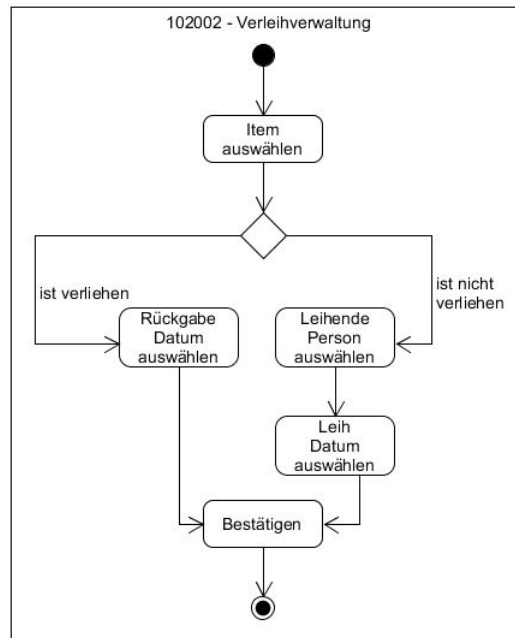 102002 - Verleihverwaltung
Item
auswählen
ist verliehen
ist nicht
verliehen
Rückgabe
Datum
auswählen
Leihende
Person
auswählen
Leih
Datum
auswählen
Bestätigen